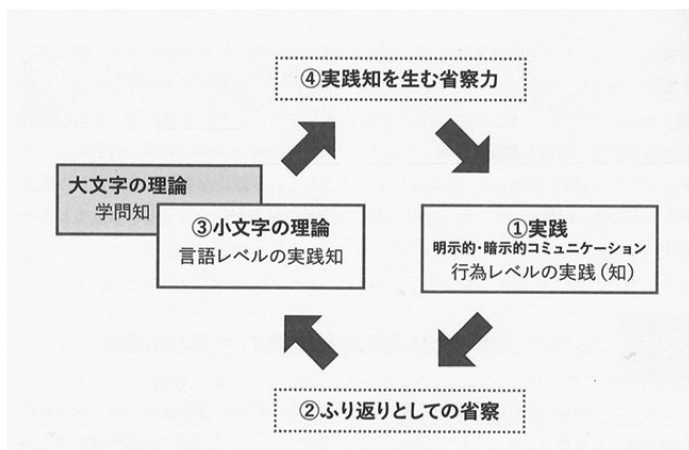 ④実践知を生む省察力
大文字の理論
学問知
③小文字の理論
言語レベルの実践知
①実践
明示的・暗示的コミュニケーション
行為レベルの実践（知）
②ふり返りとしての省察